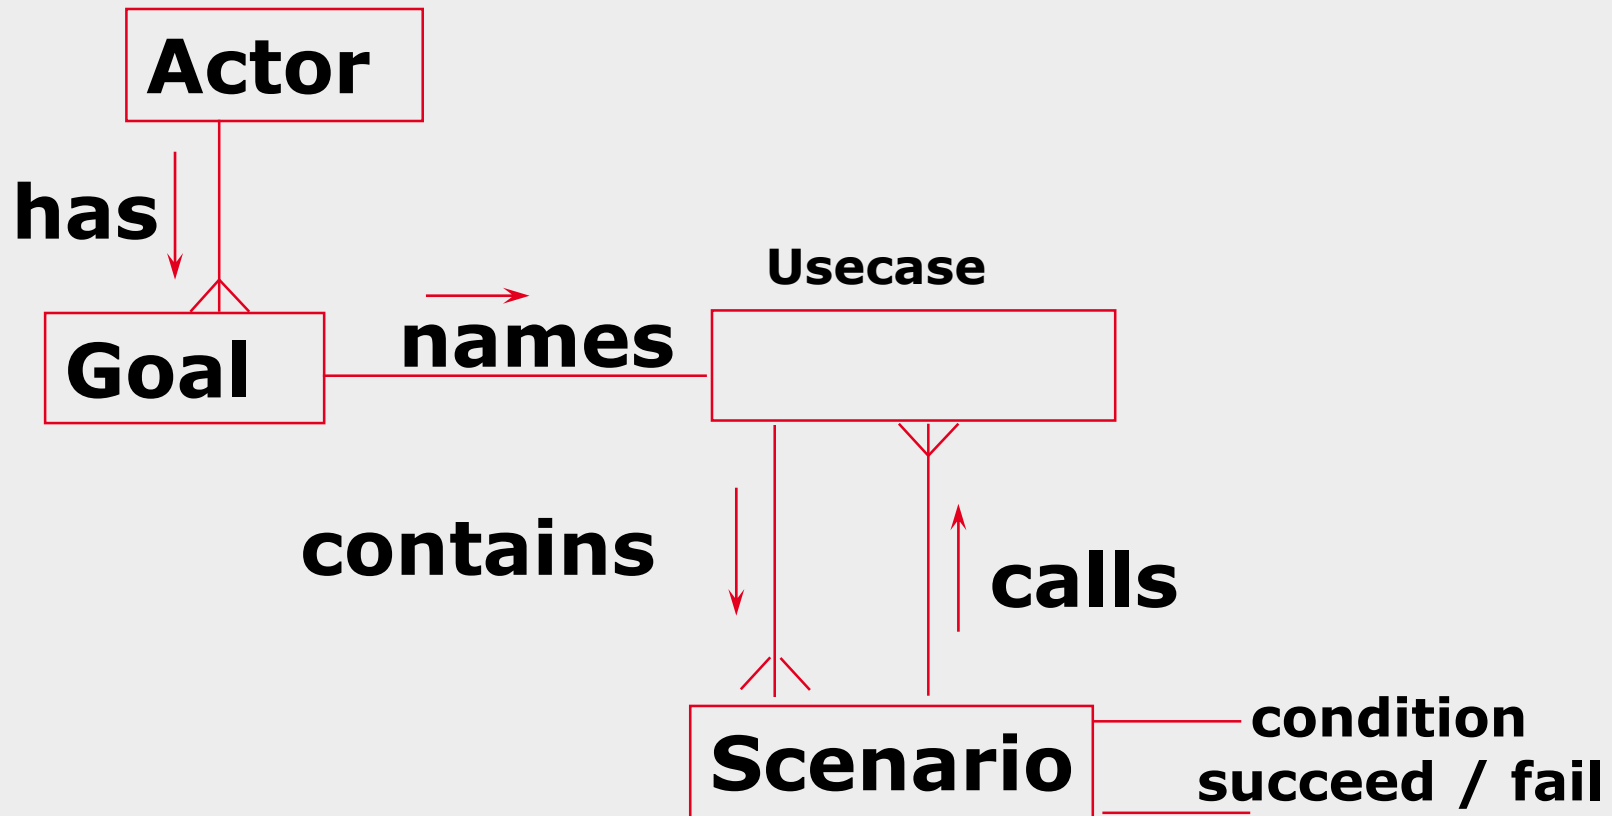 Actor
has
Usecase
names
Goal
contains
calls
condition
Scenario
succeed / fail